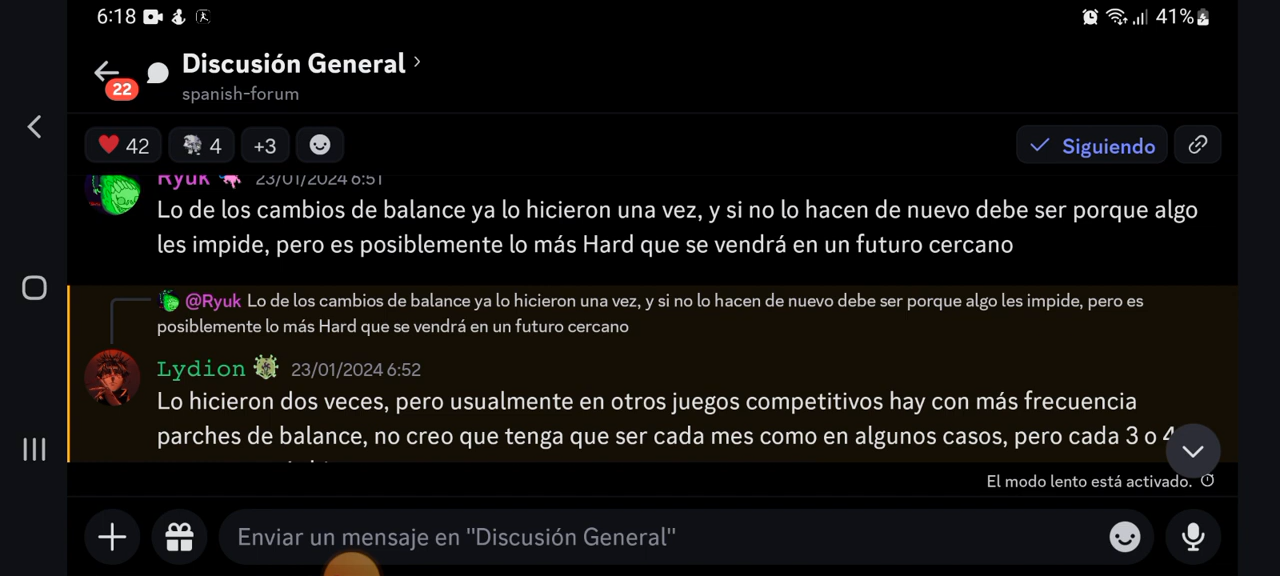 6:18
41%
Discusión General
22
spanish-forum
42
4
+3
Siguiendo
Ryuk 23/01/2024 6:51
Lo de los cambios de balance ya lo hicieron una vez, y si no lo hacen de nuevo debe ser porque algo
les impide, pero es posiblemente lo más Hard que se vendrá en un futuro cercano
@Ryuk Lo de los cambios de balance ya lo hicieron una vez, y si no lo hacen de nuevo debe ser porque algo les impide, pero es
posiblemente lo más Hard que se vendrá en un futuro cercano
Lydion 23/01/2024 6:52
Lo hicieron dos veces, pero usualmente en otros juegos competitivos hay con más frecuencia
parches de balance, no creo que tenga que ser cada mes como en algunos casos, pero cada 3 o 4
El modo lento está activado.
Enviar un mensaje en "Discusión General"